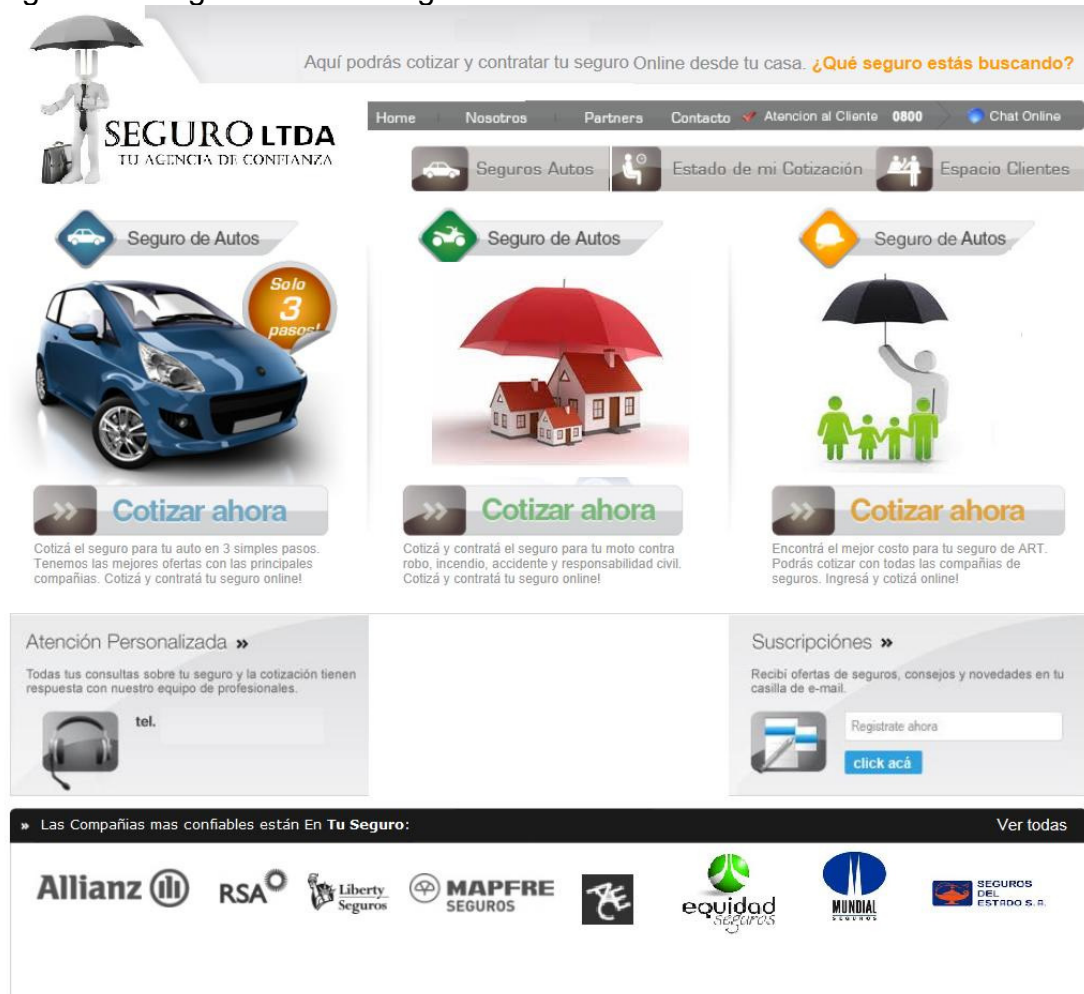 Aquí podrás cotizar y contratar tu seguro Online desde tu casa. ¿Qué seguro estás buscando?
SEGURO LTDA
TU AGENCIA DE CONFIANZA
Home Nosotros Partners Contacto Atencion al Cliente 0800 Chat Online
Seguros Autos Estado de mi Cotización Espacio Clientes
Seguro de Autos
Solo
3
pasos!
Cotizar ahora
Cotizá el seguro para tu auto en 3 simples pasos.
Tenemos las mejores ofertas con las principales
compañias. Cotizá y contratá tu seguro online!
Seguro de Autos
Cotizar ahora
Cotizá y contratá el seguro para tu moto contra
robo, incendio, accidente y responsabilidad civil.
Cotizá y contratá tu seguro online!
Seguro de Autos
Cotizar ahora
Encontrá el mejor costo para tu seguro de ART.
Podrás cotizar con todas las compañias de
seguros. Ingresá y cotizá online!
Atención Personalizada »
Todas tus consultas sobre tu seguro y la cotización tienen
respuesta con nuestro equipo de profesionales.
tel.
Suscripciónes »
Recibí ofertas de seguros, consejos y novedades en tu
casilla de e-mail.
Registrate ahora
click acá
» Las Compañias mas confiables están En Tu Seguro:
Ver todas
Allianz
RSA
Liberty
Seguros
MAPFRE
SEGUROS
ACE
equidad
seguros
MUNDIAL
SEGUROS
SEGUROS
DEL
ESTADO S.A.